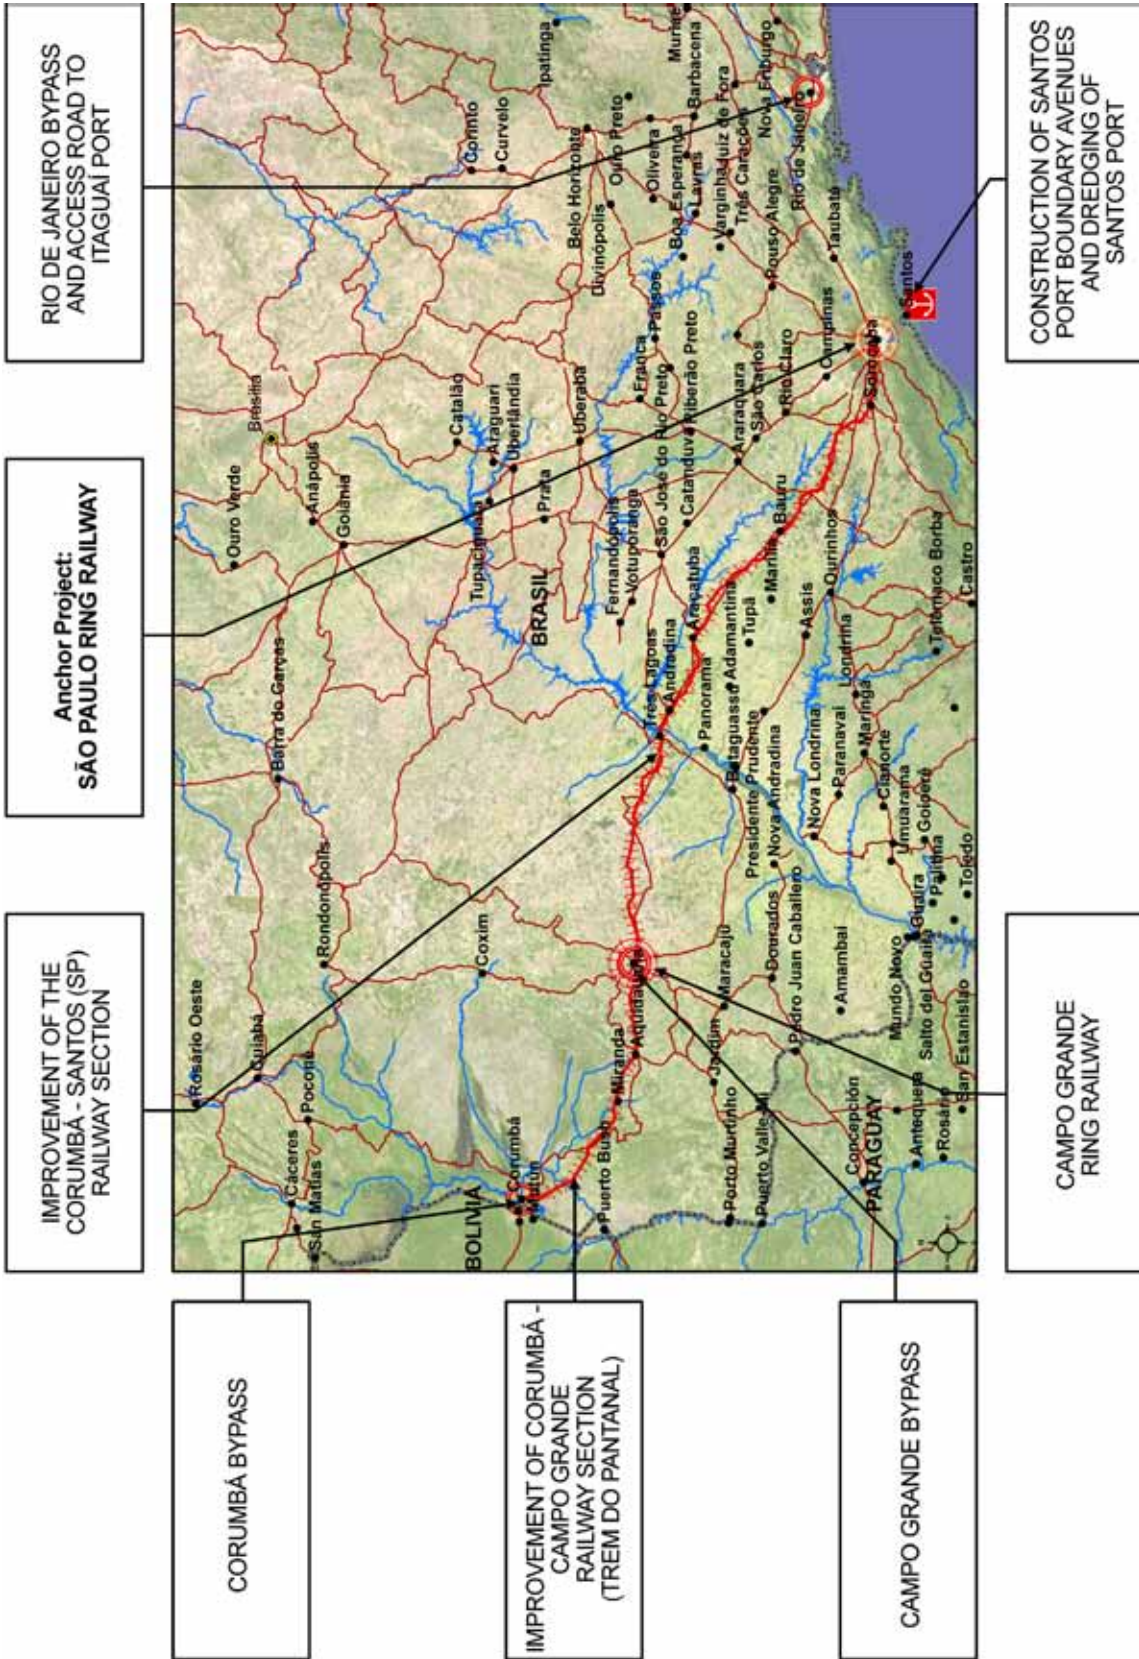 IMPROVEMENT OF THE
CORUMBÁ - SANTOS (SP)
RAILWAY SECTION
Anchor Project:
SÃO PAULO RING RAILWAY
RIO DE JANEIRO BYPASS
AND ACCESS ROAD TO
ITAGUAÍ PORT
CORUMBÁ BYPASS
IMPROVEMENT OF CORUMBÁ -
CAMPO GRANDE
RAILWAY SECTION
(TREM DO PANTANAL)
CAMPO GRANDE BYPASS
Rosário Oeste
Cuiabá
Cáceres
Poconé
San Matías
Rondonópolis
Barra do Garças
Ouro Verde
Brasília
Anápolis
Goiânia
Coxim
Catalão
Araguari
Uberlândia
Tupaciguara
Corinto
Curvelo
Ipatinga
BOLIVIA
Corumbá
Mutún
BRASIL
Prata
Uberaba
Belo Horizonte
Divinópolis
Ouro Preto
Puerto Bush
Miranda
Aquidauana
Três Lagoas
Andradina
Fernandópolis
Votuporanga
São José do Rio Preto
Franca
Passos
Oliveira
Boa Esperança
Lavras
Barbacena
Muriae
Araçatuba
Catanduva
Ribeirão Preto
Panorama
Adamantina
Bataguassu
Jardim
Maracaju
Porto Murtinho
Puerto Valle-Mi
Presidente Prudente
Tupã
Araraquara
São Carlos
Varginha
Juiz de Fora
Três Corações
Nova Friburgo
Dourados
Nova Andradina
Marília
Bauru
Rio Claro
Pouso Alegre
Rio de Janeiro
Pedro Juan Caballero
Nova Londrina
Assis
Ourinhos
Campinas
Taubaté
Amambai
Paranavaí
Londrina
Concepción
PARAGUAY
Maringá
Cianorte
Sorocaba
Santos
Umuarama
Goioerê
Mundo Novo
Guaira
Salto del Guairá
Palotina
Telêmaco Borba
Antequera
Rosário
San Estanislao
Toledo
Castro
CAMPO GRANDE
RING RAILWAY
CONSTRUCTION OF SANTOS
PORT BOUNDARY AVENUES
AND DREDGING OF
SANTOS PORT